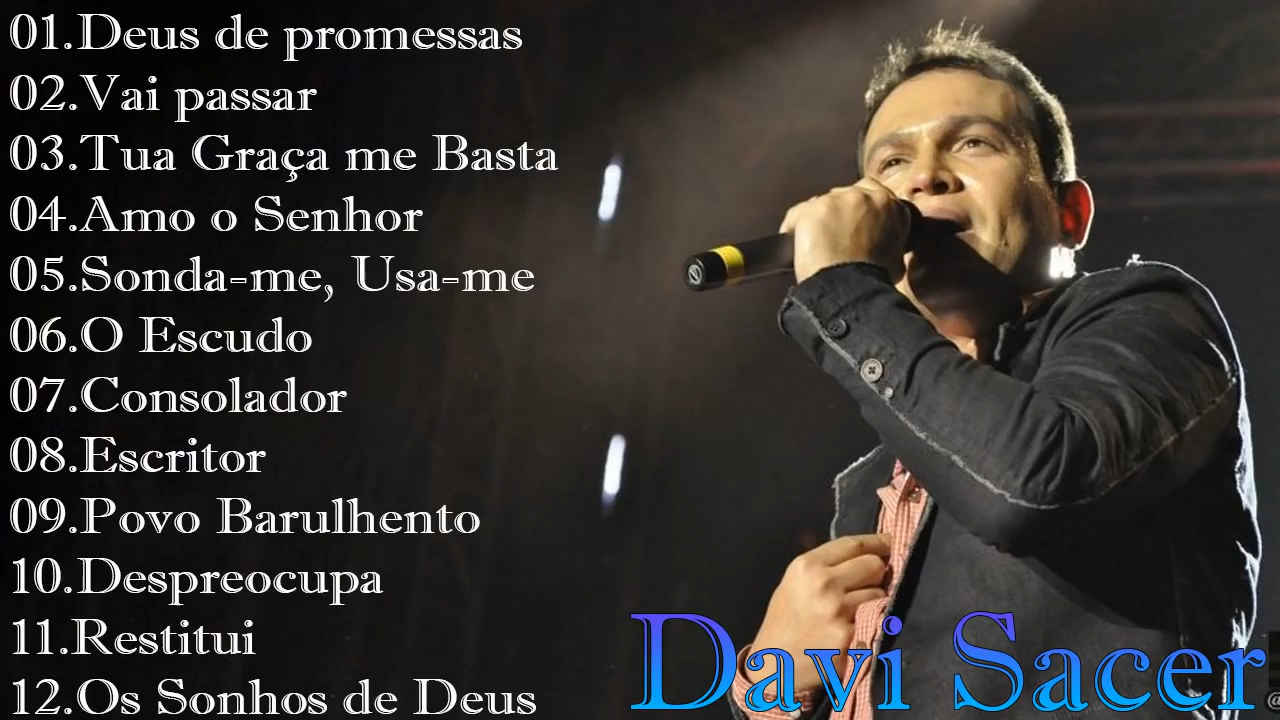 01.Deus de promessas
02.Vai passar
03.Tua Graça me Basta
04.Amo o Senhor
05.Sonda-me, Usa-me
06.O Escudo
07.Consolador
08.Escritor
09.Povo Barulhento
10.Despreocupa
11.Restitui
12.Os Sonhos de Deus
Davi Sacer